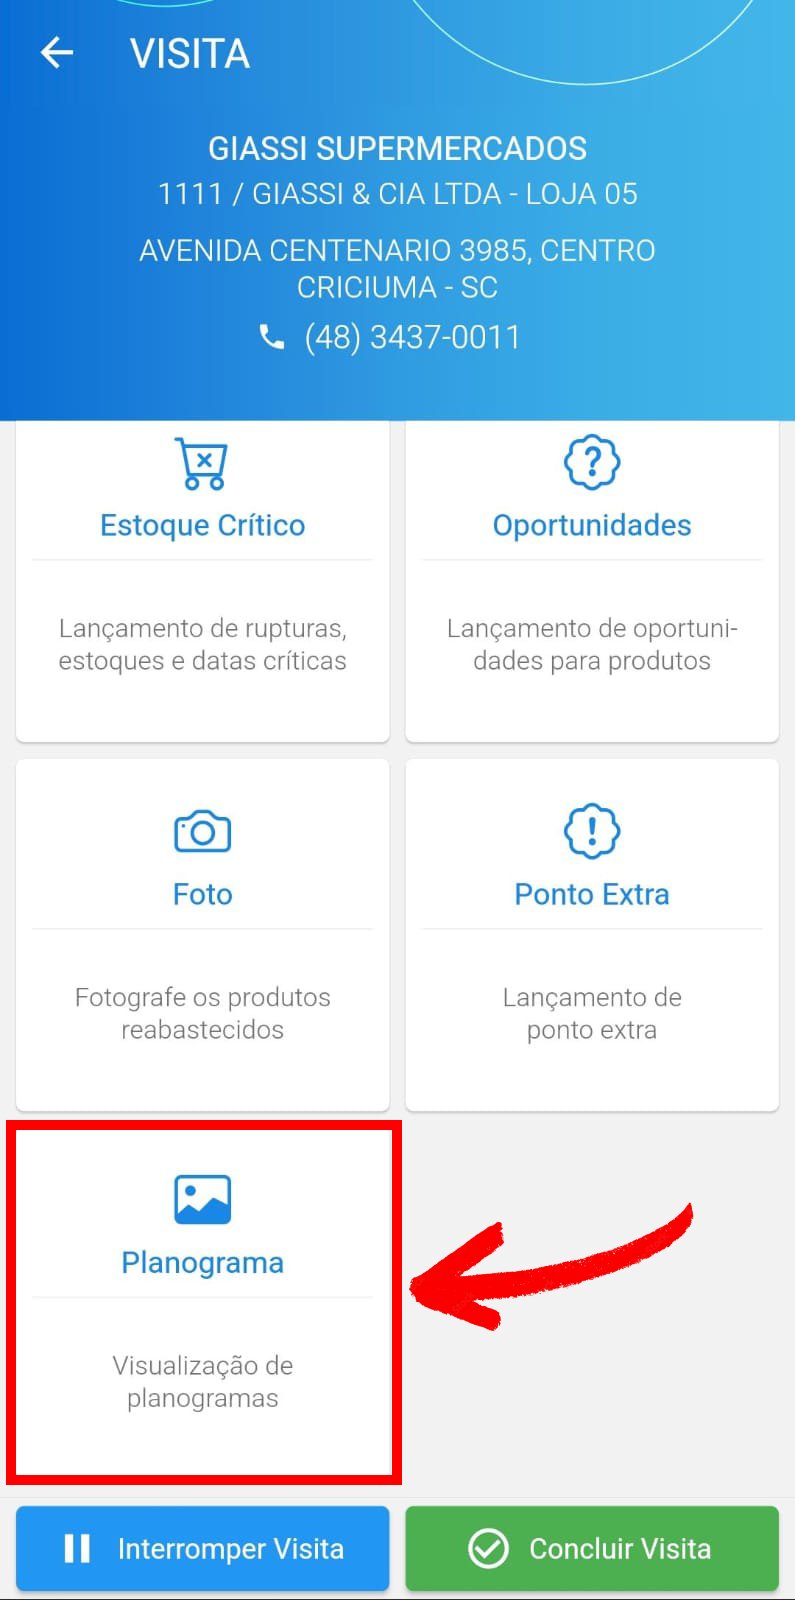 VISITA
GIASSI SUPERMERCADOS
1111 / GIASSI & CIA LTDA - LOJA 05
AVENIDA CENTENARIO 3985, CENTRO
CRICIUMA - SC
(48) 3437-0011
Estoque Crítico
Lançamento de rupturas,
estoques e datas críticas
Oportunidades
Lançamento de oportuni-
dades para produtos
Foto
Fotografe os produtos
reabastecidos
Ponto Extra
Lançamento de
ponto extra
Planograma
Visualização de
planogramas
Interromper Visita
Concluir Visita